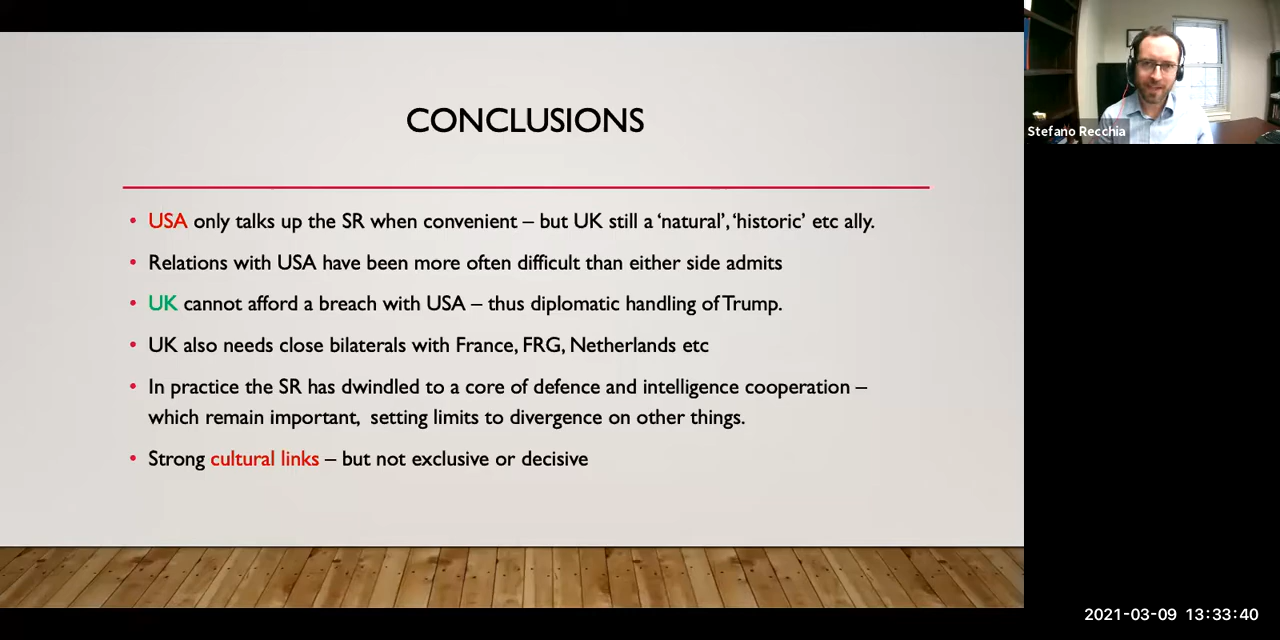 CONCLUSIONS
• USA only talks up the SR when convenient – but UK still a ‘natural’, ‘historic’ etc ally.
• Relations with USA have been more often difficult than either side admits
• UK cannot afford a breach with USA – thus diplomatic handling of Trump.
• UK also needs close bilaterals with France, FRG, Netherlands etc
• In practice the SR has dwindled to a core of defence and intelligence cooperation –
which remain important,  setting limits to divergence on other things.
• Strong cultural links – but not exclusive or decisive
Stefano Recchia
2021-03-09 13:33:40